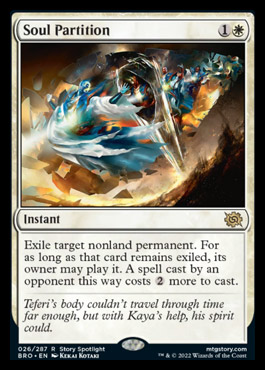 Soul Partition 1
Instant
Exile target nonland permanent. For
as long as that card remains exiled, its
owner may play it. A spell cast by an
opponent this way costs 2 more to cast.
Teferi's body couldn't travel through time
far enough, but with Kaya's help, his spirit
could.
026/287 R Story Spotlight mtgstory.com
BRO • EN KEKAI KOTAKI ™ & © 2022 Wizards of the Coast